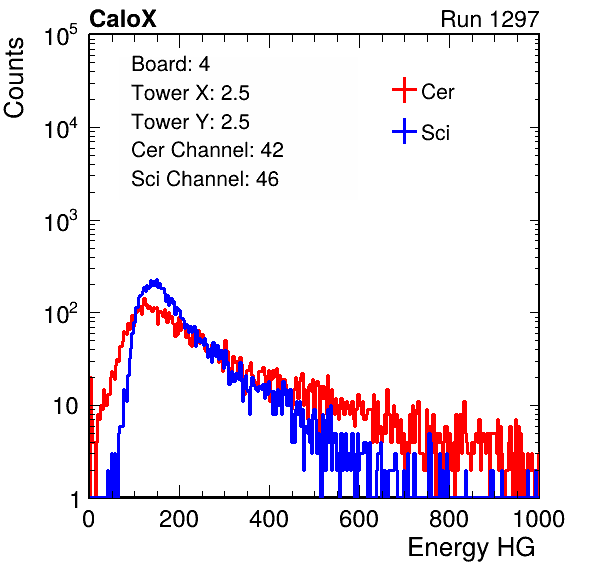 CaloX Run 1297
Counts
Board: 4
Tower X: 2.5
Tower Y: 2.5
Cer Channel: 42
Sci Channel: 46
Cer
Sci
10^5
10^4
10^3
10^2
10
1
0 200 400 600 800 1000
Energy HG